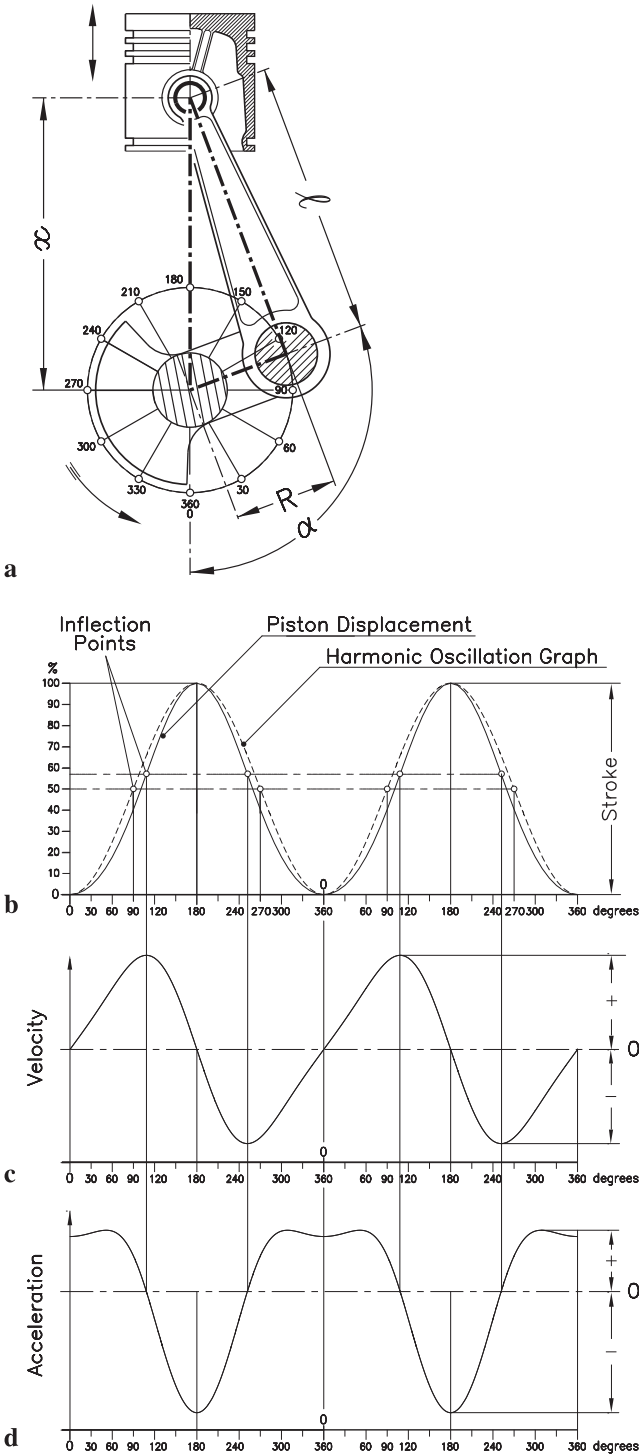 x
ℓ
180
210
150
240
120
270
90
300
60
330
30
360
0
R
α
a
Inflection
Points
Piston Displacement
Harmonic Oscillation Graph
%
100
90
80
70
60
50
40
30
20
10
0
Stroke
0
b
0 30 60 90 120 180 240 270 300 360 60 90 120 180 240 270 300 360 degrees
Velocity
+
0
–
0
c
0 30 60 90 120 180 240 300 360 30 60 90 120 180 240 300 360 degrees
Acceleration
+
0
–
0
d
0 30 60 90 120 180 240 300 360 30 60 90 120 180 240 300 360 degrees